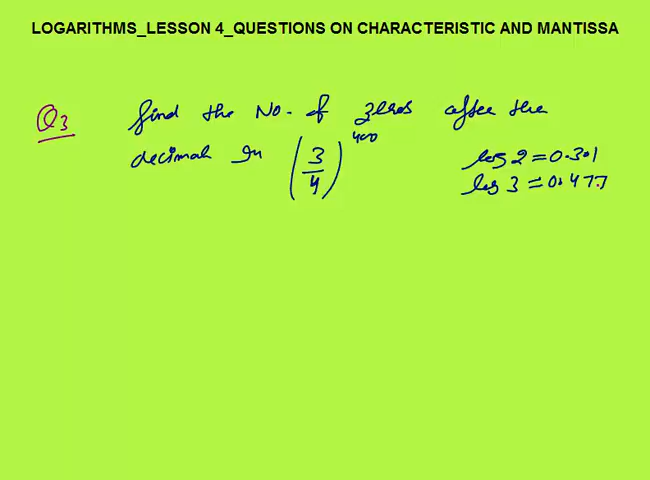 LOGARITHMS_LESSON 4_QUESTIONS ON CHARACTERISTIC AND MANTISSA
Q3 find the No. of zeros after the
decimal in (3/4)^400
log 2 = 0.301
log 3 = 0.477